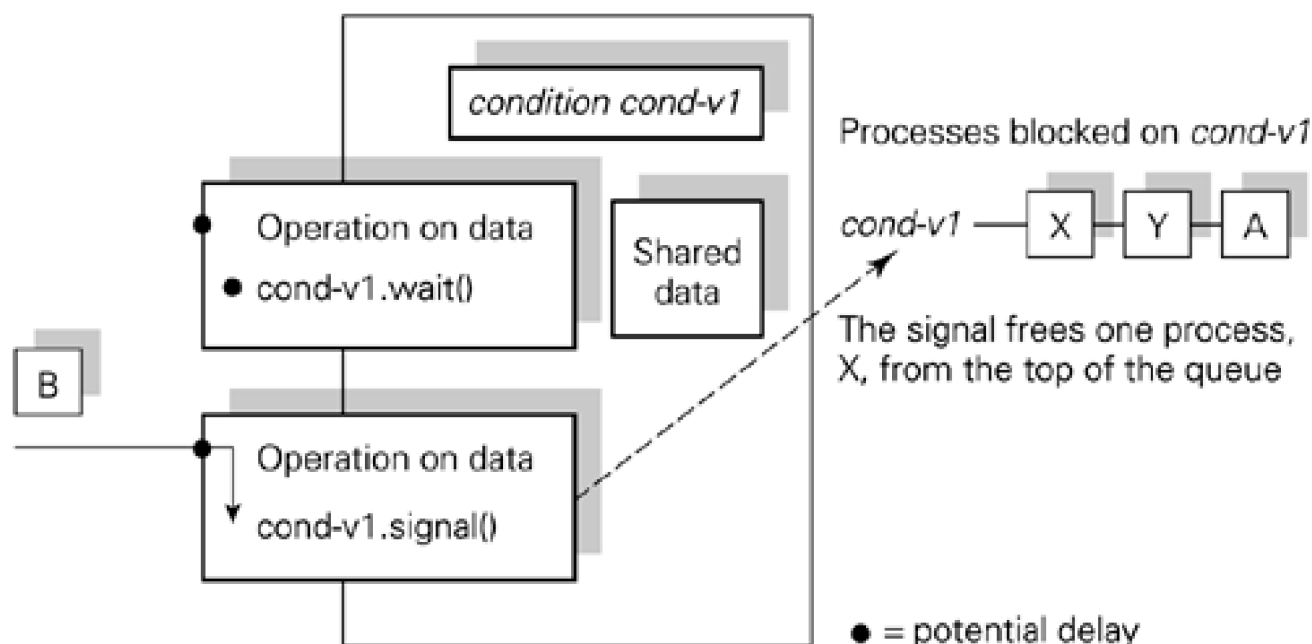 condition cond-v1
Processes blocked on cond-v1
Operation on data
cond-v1.wait()
Shared
data
cond-v1
X
Y
A
The signal frees one process,
X, from the top of the queue
B
Operation on data
cond-v1.signal()
● = potential delay